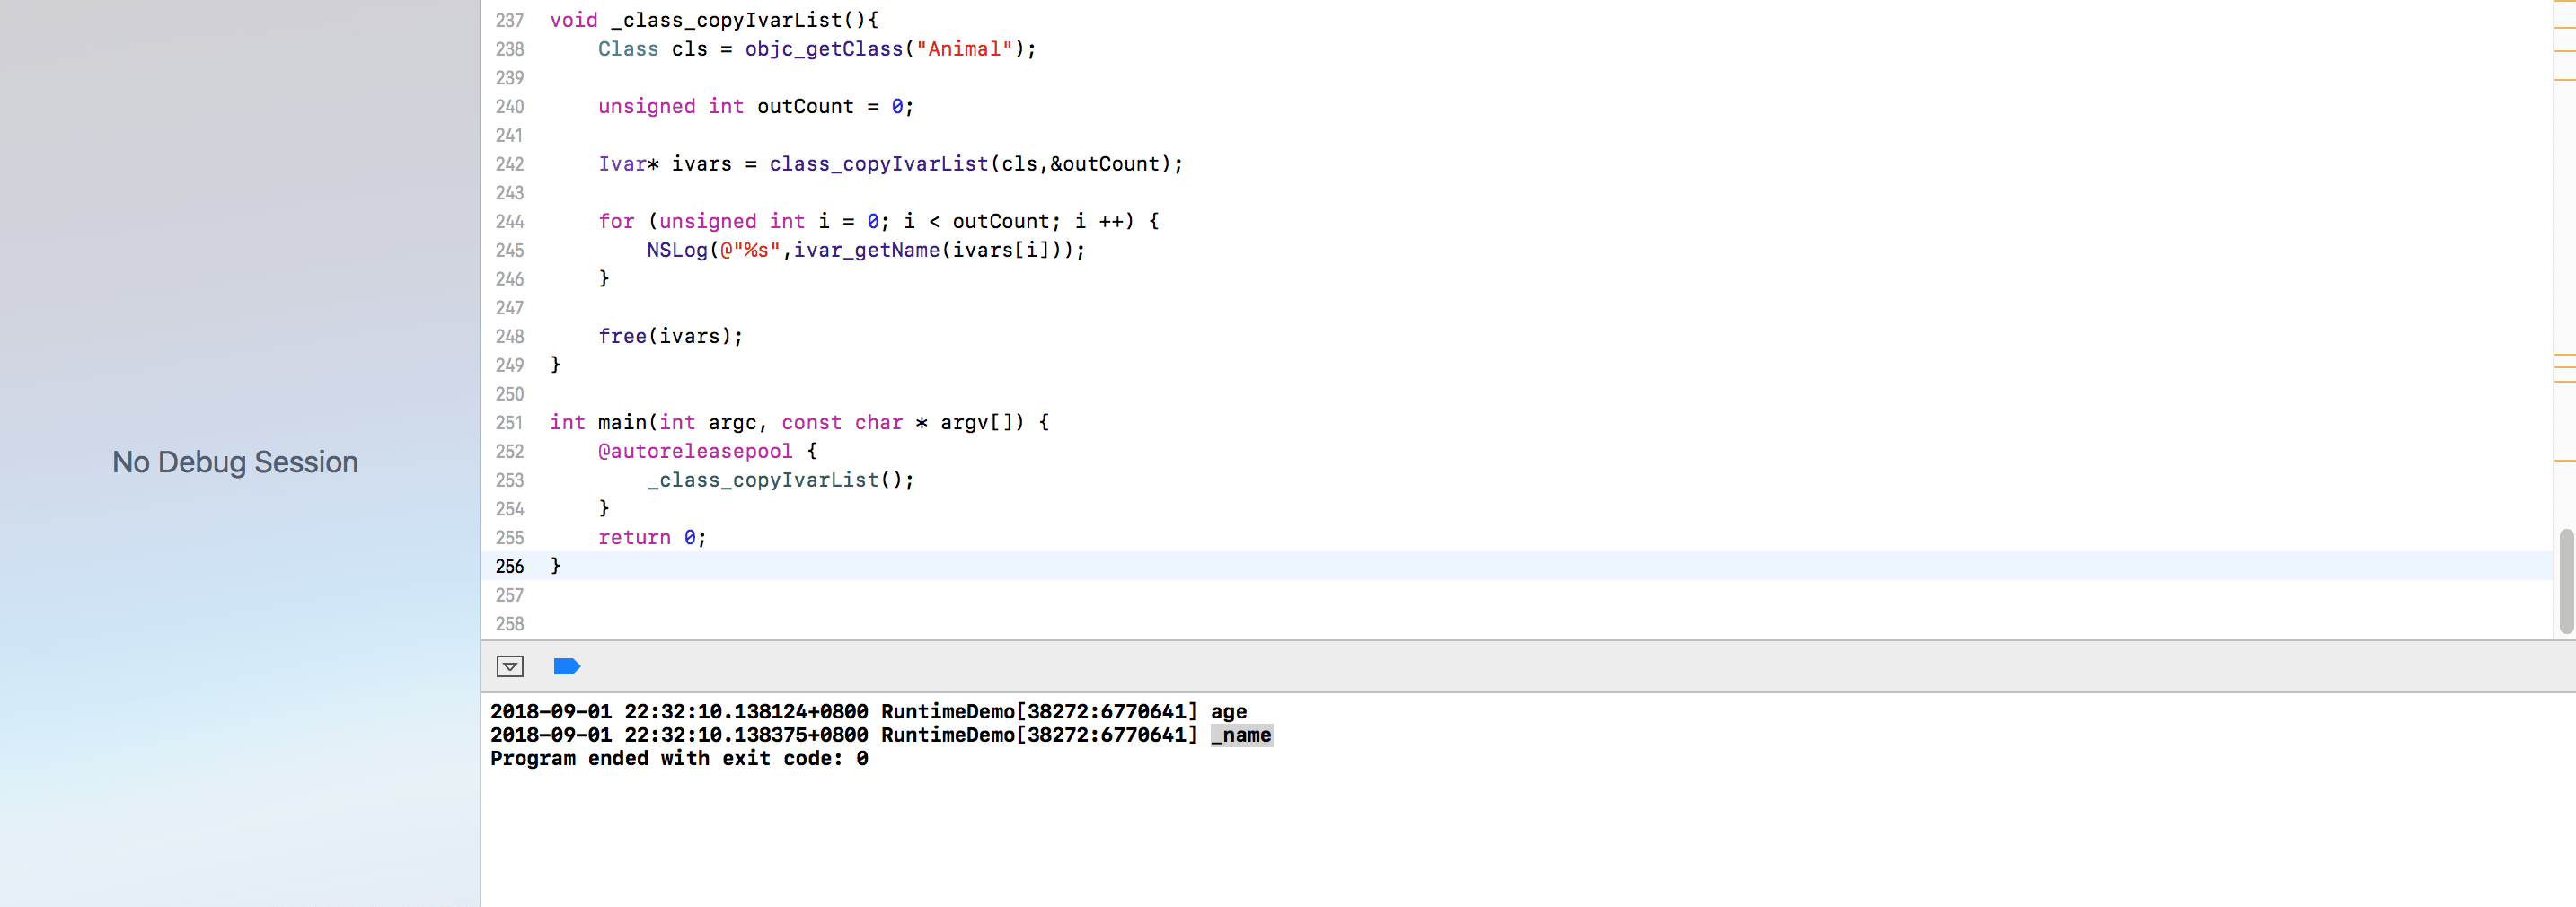 No Debug Session
237 void _class_copyIvarList(){
238 Class cls = objc_getClass("Animal");
239
240 unsigned int outCount = 0;
241
242 Ivar* ivars = class_copyIvarList(cls,&outCount);
243
244 for (unsigned int i = 0; i < outCount; i ++) {
245 NSLog(@"%s",ivar_getName(ivars[i]));
246 }
247
248 free(ivars);
249 }
250
251 int main(int argc, const char * argv[]) {
252 @autoreleasepool {
253 _class_copyIvarList();
254 }
255 return 0;
256 }
257
258
2018-09-01 22:32:10.138124+0800 RuntimeDemo[38272:6770641] age
2018-09-01 22:32:10.138375+0800 RuntimeDemo[38272:6770641] _name
Program ended with exit code: 0